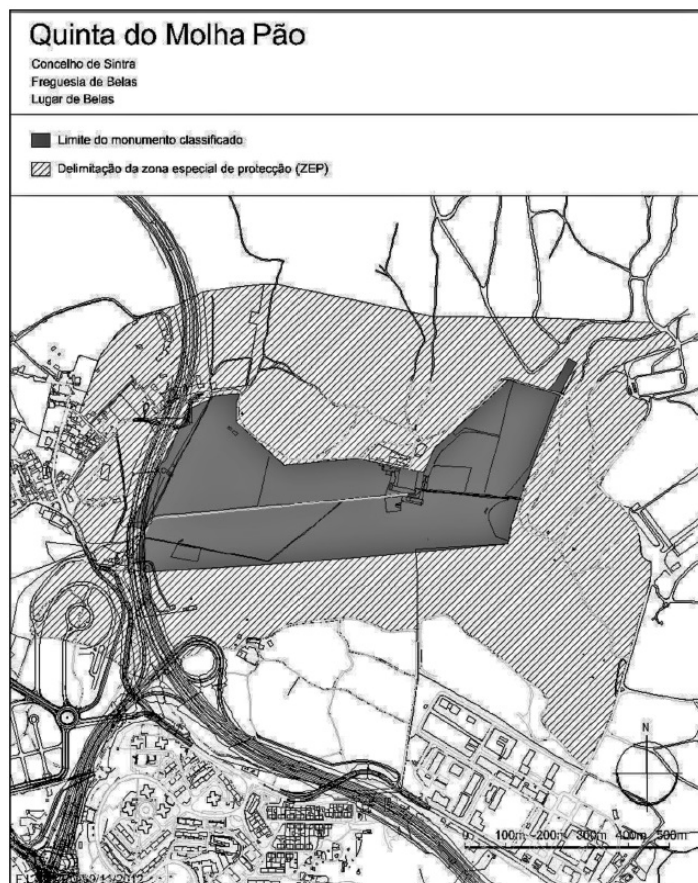 Quinta do Molha Pão
Concelho de Sintra
Freguesia de Belas
Lugar de Belas
Limite do monumento classificado
Delimitação da zona especial de protecção (ZEP)
N
0 100m 200m 300m 400m 500m